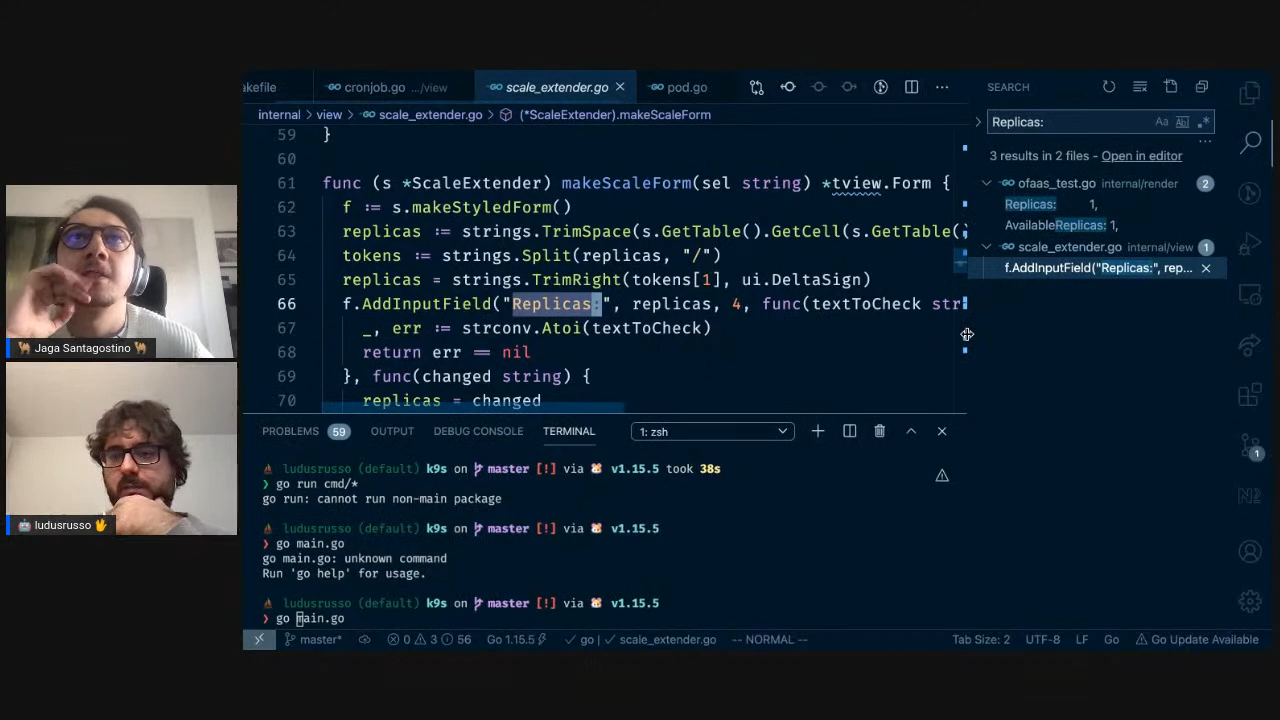 akefile
cronjob.go .../view
scale_extender.go
pod.go
SEARCH
internal > view > scale_extender.go > (*ScaleExtender).makeScaleForm
Replicas:
3 results in 2 files - Open in editor
59 }
60
61 func (s *ScaleExtender) makeScaleForm(sel string) *tview.Form {
62 f := s.makeStyledForm()
63 replicas := strings.TrimSpace(s.GetTable().GetCell(s.GetTable(
64 tokens := strings.Split(replicas, "/")
65 replicas = strings.TrimRight(tokens[1], ui.DeltaSign)
66 f.AddInputField("Replicas:", replicas, 4, func(textToCheck str
67 _, err := strconv.Atoi(textToCheck)
68 return err == nil
69 }, func(changed string) {
70 replicas = changed
ofaas_test.go internal/render 2
Replicas: 1,
AvailableReplicas: 1,
scale_extender.go internal/view 1
f.AddInputField("Replicas:", rep...
Jaga Santagostino
ludusrusso
PROBLEMS 59 OUTPUT DEBUG CONSOLE TERMINAL 1: zsh
ludusrusso (default) k9s on master [!] via v1.15.5 took 38s
❯ go run cmd/*
go run: cannot run non-main package
ludusrusso (default) k9s on master [!] via v1.15.5
❯ go main.go
go main.go: unknown command
Run 'go help' for usage.
ludusrusso (default) k9s on master [!] via v1.15.5
❯ go main.go
master* 0 3 56 Go 1.15.5 go scale_extender.go -- NORMAL -- Tab Size: 2 UTF-8 LF Go Go Update Available